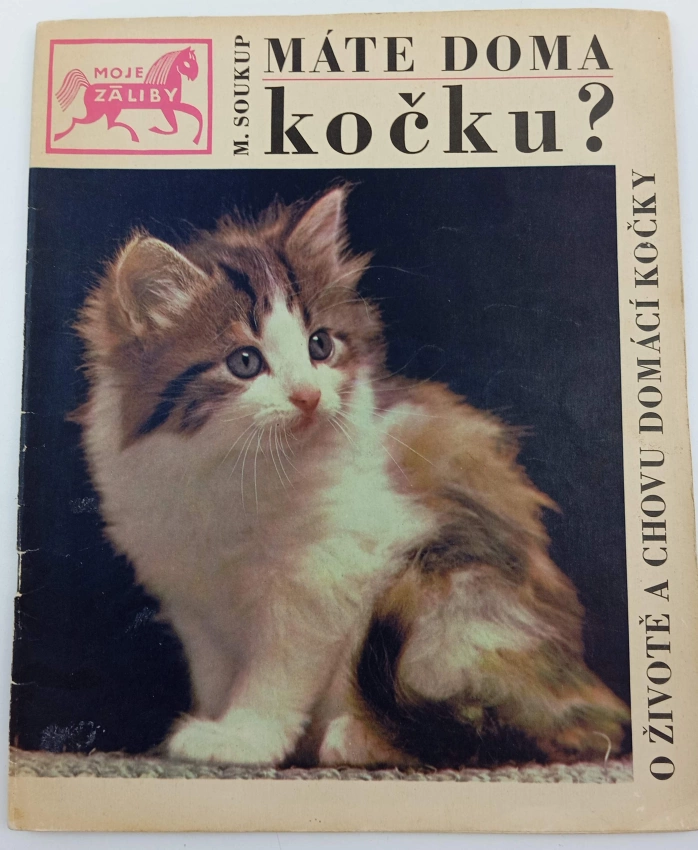 MOJE
ZÁLIBY
M. SOUKUP
MÁTE DOMA
kočku?
O ŽIVOTĚ A CHOVU DOMÁCÍ KOČKY